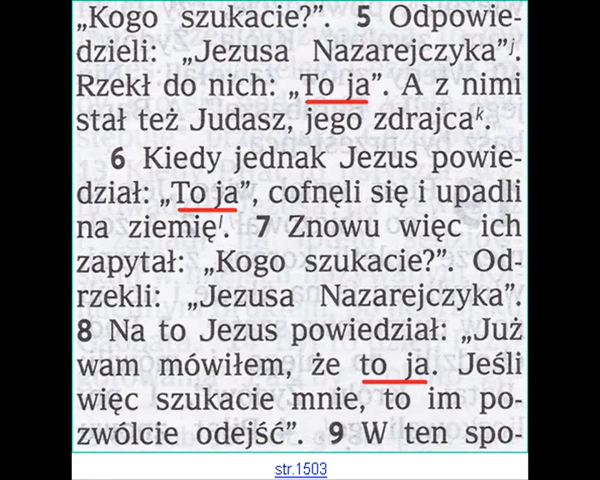 „Kogo szukacie?”. 5 Odpowie-
dzieli: „Jezusa Nazarejczyka”ʲ.
Rzekł do nich: „To ja”. A z nimi
stał też Judasz, jego zdrajcaᵏ.
6 Kiedy jednak Jezus powie-
dział: „To ja”, cofnęli się i upadli
na ziemięˡ. 7 Znowu więc ich
zapytał: „Kogo szukacie?”. Od-
rzekli: „Jezusa Nazarejczyka”.
8 Na to Jezus powiedział: „Już
wam mówiłem, że to ja. Jeśli
więc szukacie mnie, to im po-
zwólcie odejść”. 9 W ten spo-
str.1503